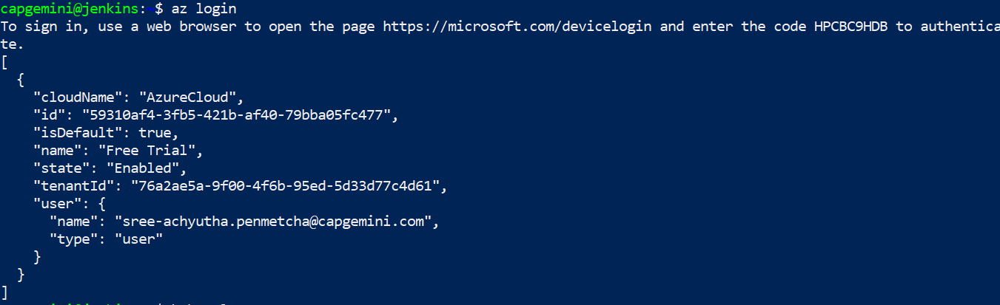 capgemini@jenkins:~$ az login
To sign in, use a web browser to open the page https://microsoft.com/devicelogin and enter the code HPCBC9HDB to authentica
te.
[
  {
    "cloudName": "AzureCloud",
    "id": "59310af4-3fb5-421b-af40-79bba05fc477",
    "isDefault": true,
    "name": "Free Trial",
    "state": "Enabled",
    "tenantId": "76a2ae5a-9f00-4f6b-95ed-5d33d77c4d61",
    "user": {
      "name": "sree-achyutha.penmetcha@capgemini.com",
      "type": "user"
    }
  }
]